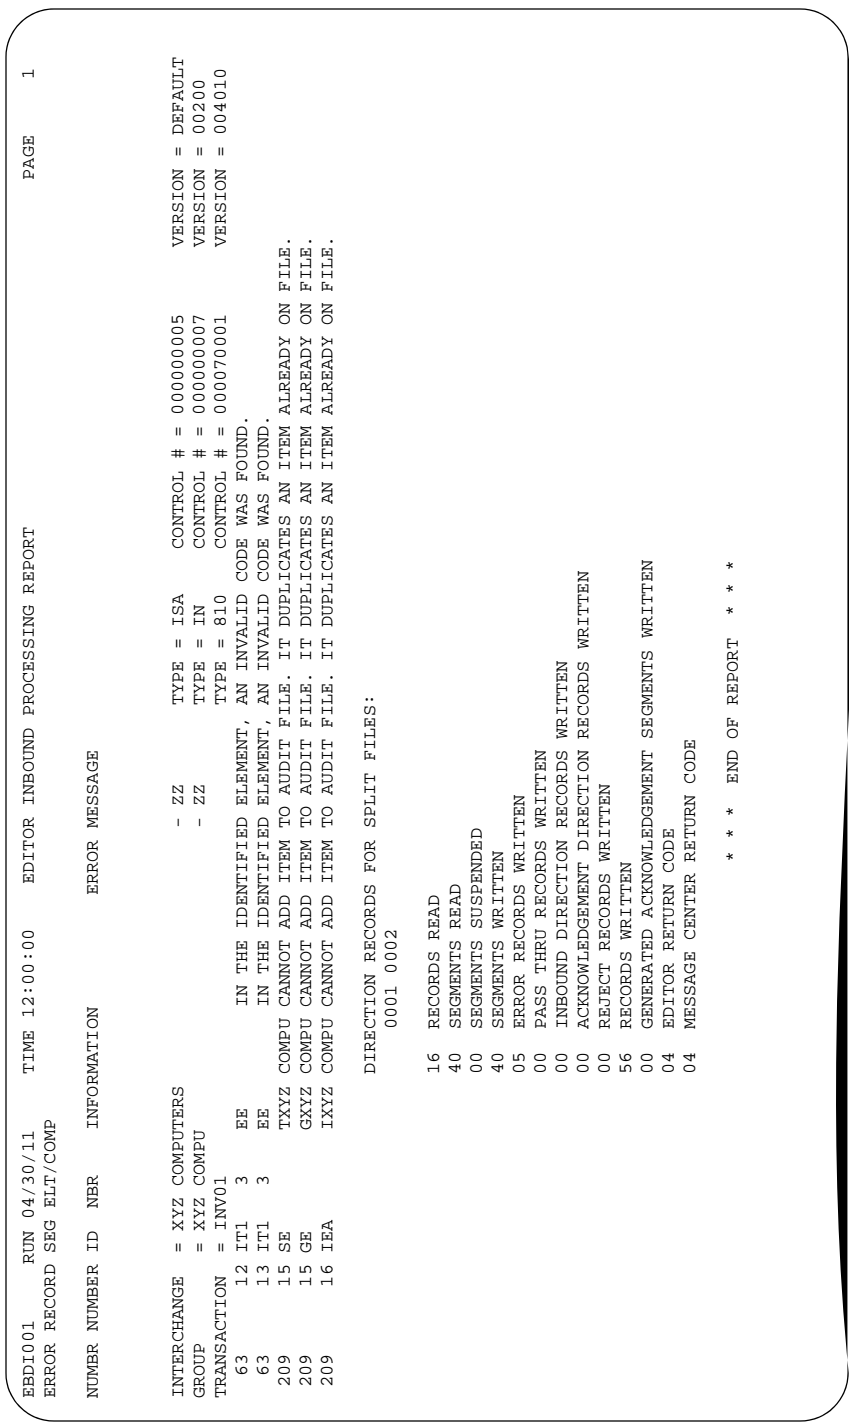 EBDI001 RUN 04/30/11 TIME 12:00:00 EDITOR INBOUND PROCESSING REPORT PAGE 1
ERROR RECORD SEG ELT/COMP
NUMBR NUMBER ID NBR INFORMATION ERROR MESSAGE
INTERCHANGE = XYZ COMPUTERS - ZZ TYPE = ISA CONTROL # = 000000005 VERSION = DEFAULT
GROUP = XYZ COMPU - ZZ TYPE = IN CONTROL # = 000000007 VERSION = 00200
TRANSACTION = INV01 TYPE = 810 CONTROL # = 000070001 VERSION = 004010
63 12 IT1 3 EE IN THE IDENTIFIED ELEMENT, AN INVALID CODE WAS FOUND.
63 13 IT1 3 EE IN THE IDENTIFIED ELEMENT, AN INVALID CODE WAS FOUND.
209 15 SE TXYZ COMPU CANNOT ADD ITEM TO AUDIT FILE. IT DUPLICATES AN ITEM ALREADY ON FILE.
209 15 GE GXYZ COMPU CANNOT ADD ITEM TO AUDIT FILE. IT DUPLICATES AN ITEM ALREADY ON FILE.
209 16 IEA IXYZ COMPU CANNOT ADD ITEM TO AUDIT FILE. IT DUPLICATES AN ITEM ALREADY ON FILE.
DIRECTION RECORDS FOR SPLIT FILES:
0001 0002
16 RECORDS READ
40 SEGMENTS READ
00 SEGMENTS SUSPENDED
40 SEGMENTS WRITTEN
05 ERROR RECORDS WRITTEN
00 PASS THRU RECORDS WRITTEN
00 INBOUND DIRECTION RECORDS WRITTEN
00 ACKNOWLEDGEMENT DIRECTION RECORDS WRITTEN
00 REJECT RECORDS WRITTEN
56 RECORDS WRITTEN
00 GENERATED ACKNOWLEDGEMENT SEGMENTS WRITTEN
04 EDITOR RETURN CODE
04 MESSAGE CENTER RETURN CODE
* * * END OF REPORT * * *